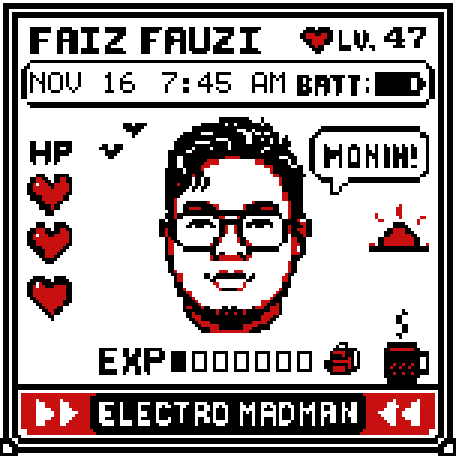 FAIZ FAUZI LV. 47
NOV 16 7:45 AM BATT:
HP
MONIN!
EXP
ELECTRO MADMAN